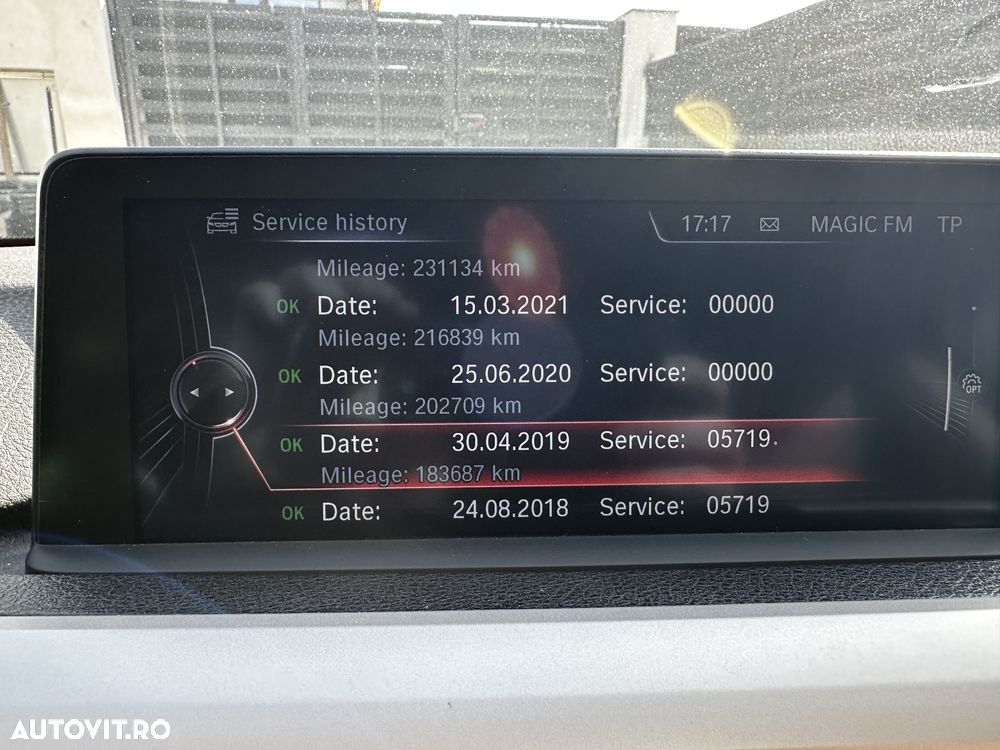 Service history 17:17 MAGIC FM TP
Mileage: 231134 km
OK Date: 15.03.2021 Service: 00000
Mileage: 216839 km
OK Date: 25.06.2020 Service: 00000
Mileage: 202709 km
OPT
OK Date: 30.04.2019 Service: 05719
Mileage: 183687 km
OK Date: 24.08.2018 Service: 05719
AUTOVIT.RO